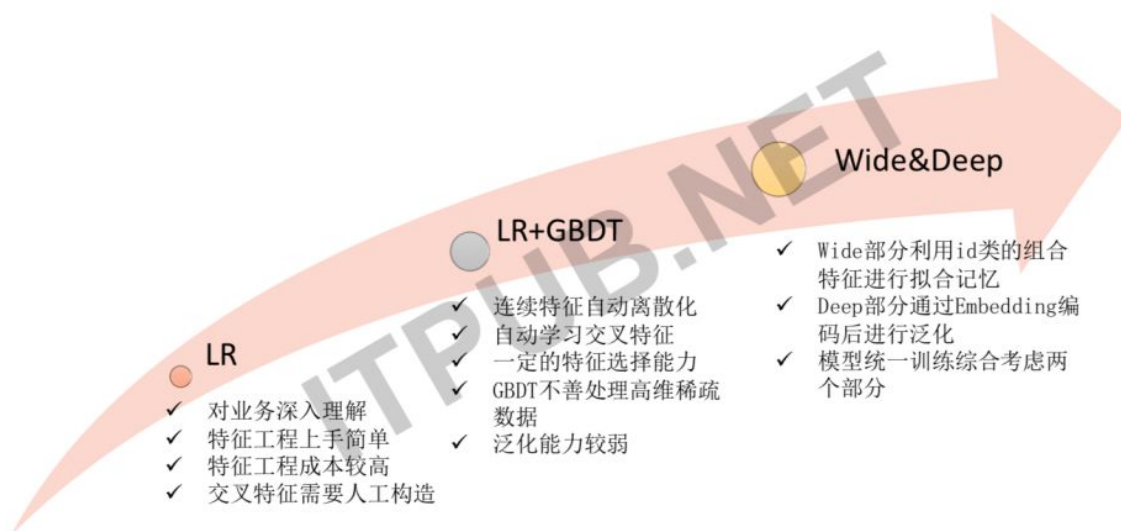 LR
✓ 对业务深入理解
✓ 特征工程上手简单
✓ 特征工程成本较高
✓ 交叉特征需要人工构造
LR+GBDT
✓ 连续特征自动离散化
✓ 自动学习交叉特征
✓ 一定的特征选择能力
✓ GBDT不善处理高维稀疏
数据
✓ 泛化能力较弱
Wide&Deep
✓ Wide部分利用id类的组合
特征进行拟合记忆
✓ Deep部分通过Embedding编
码后进行泛化
✓ 模型统一训练综合考虑两
个部分
ITPUB.NET